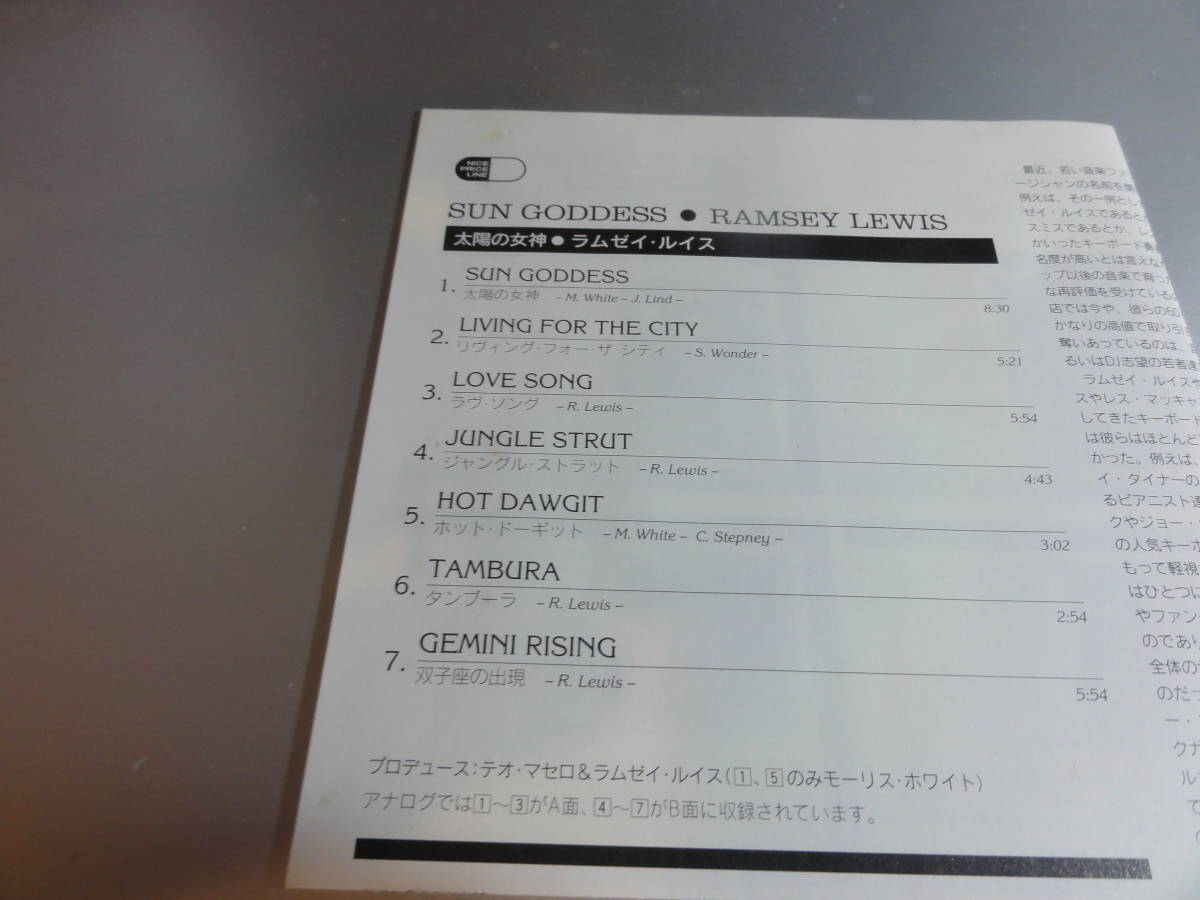 NICE
PRICE
LINE
SUN GODDESS ● RAMSEY LEWIS
太陽の女神 ● ラムゼイ・ルイス
1. SUN GODDESS
太陽の女神 – M. White – J. Lind –
8:30
2. LIVING FOR THE CITY
リヴィング・フォー・ザ・シティ – S. Wonder –
5:21
3. LOVE SONG
ラヴ・ソング – R. Lewis –
5:54
4. JUNGLE STRUT
ジャングル・ストラット – R. Lewis –
4:43
5. HOT DAWGIT
ホット・ドーギット – M. White – C. Stepney –
3:02
6. TAMBURA
タンブーラ – R. Lewis –
2:54
7. GEMINI RISING
双子座の出現 – R. Lewis –
5:54
プロデュース:テオ・マセロ&ラムゼイ・ルイス(1、5のみモーリス・ホワイト)
アナログでは1〜3がA面、4〜7がB面に収録されています。
最近、若い音楽ファ
ージシャンの名前を
例えば、その一例とし
ゼイ・ルイスであると
スミスであるとか、レ
かいったキーボード奏
名度が高いとは言えな
ップ以後の音楽で育っ
な再評価を受けている
店では今や、彼らの60
かなりの高値で取り引
奪いあっているのは、
るいはDJ志望の若者達
ラムゼイ・ルイスや
スやレス・マッキャ
してきたキーボード
は彼らはほとんど
かった。例えば、
イ・タイナーの
るピアニスト達
クやジョー・
の人気キーボ
もって軽視
はひとつに
やファン
のであり
全体の
のだっ
ー・
クナ
ル
て